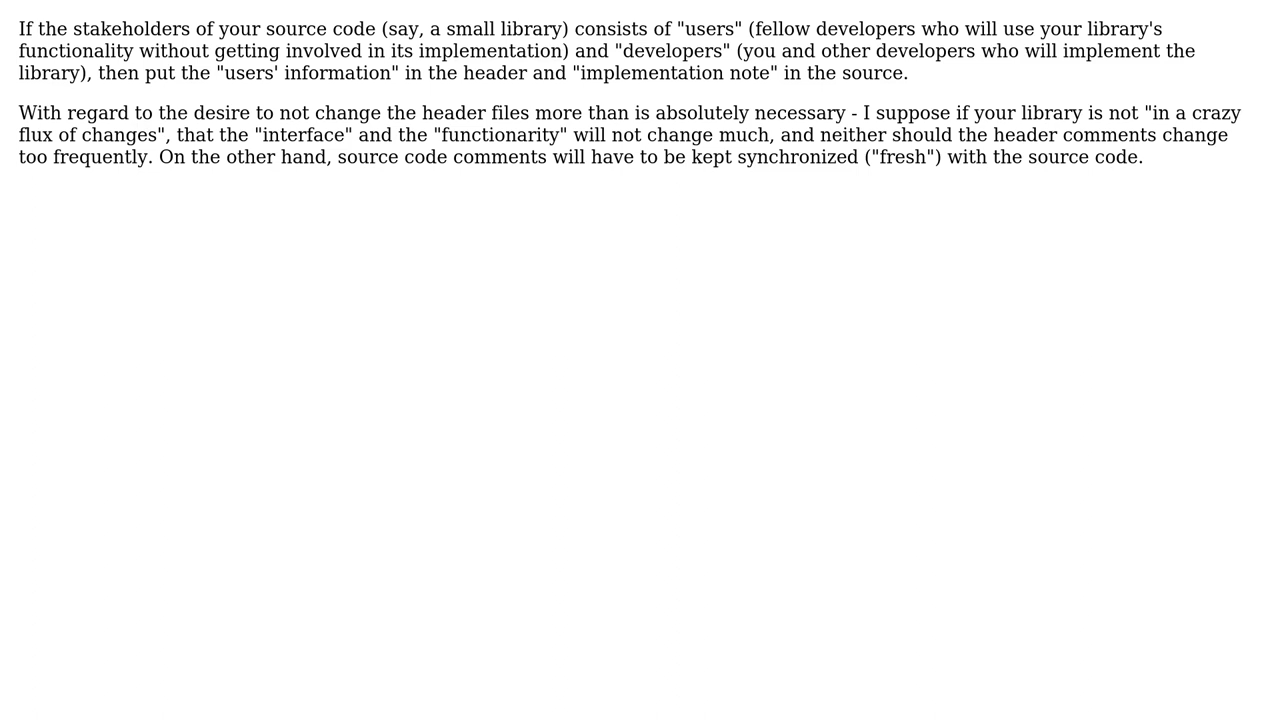 If the stakeholders of your source code (say, a small library) consists of "users" (fellow developers who will use your library's
functionality without getting involved in its implementation) and "developers" (you and other developers who will implement the
library), then put the "users' information" in the header and "implementation note" in the source.
With regard to the desire to not change the header files more than is absolutely necessary - I suppose if your library is not "in a crazy
flux of changes", that the "interface" and the "functionarity" will not change much, and neither should the header comments change
too frequently. On the other hand, source code comments will have to be kept synchronized ("fresh") with the source code.